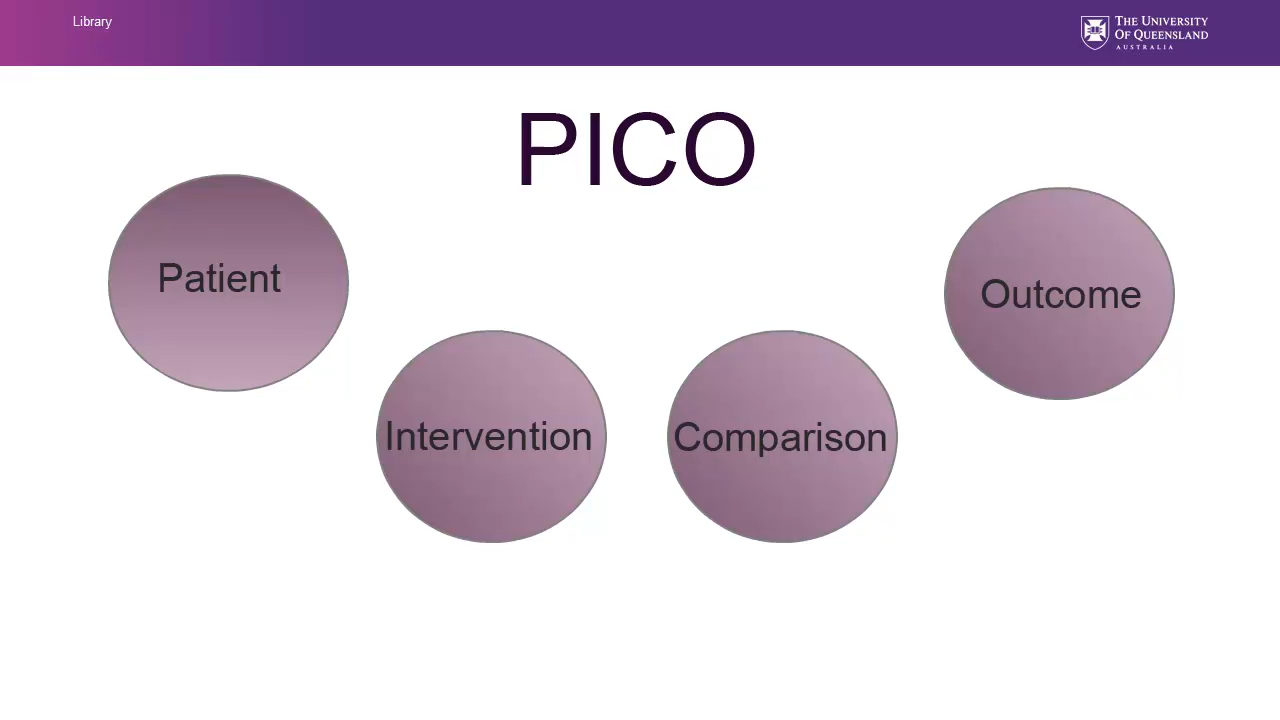 Library
THE UNIVERSITY
OF QUEENSLAND
AUSTRALIA
PICO
Patient
Intervention
Comparison
Outcome